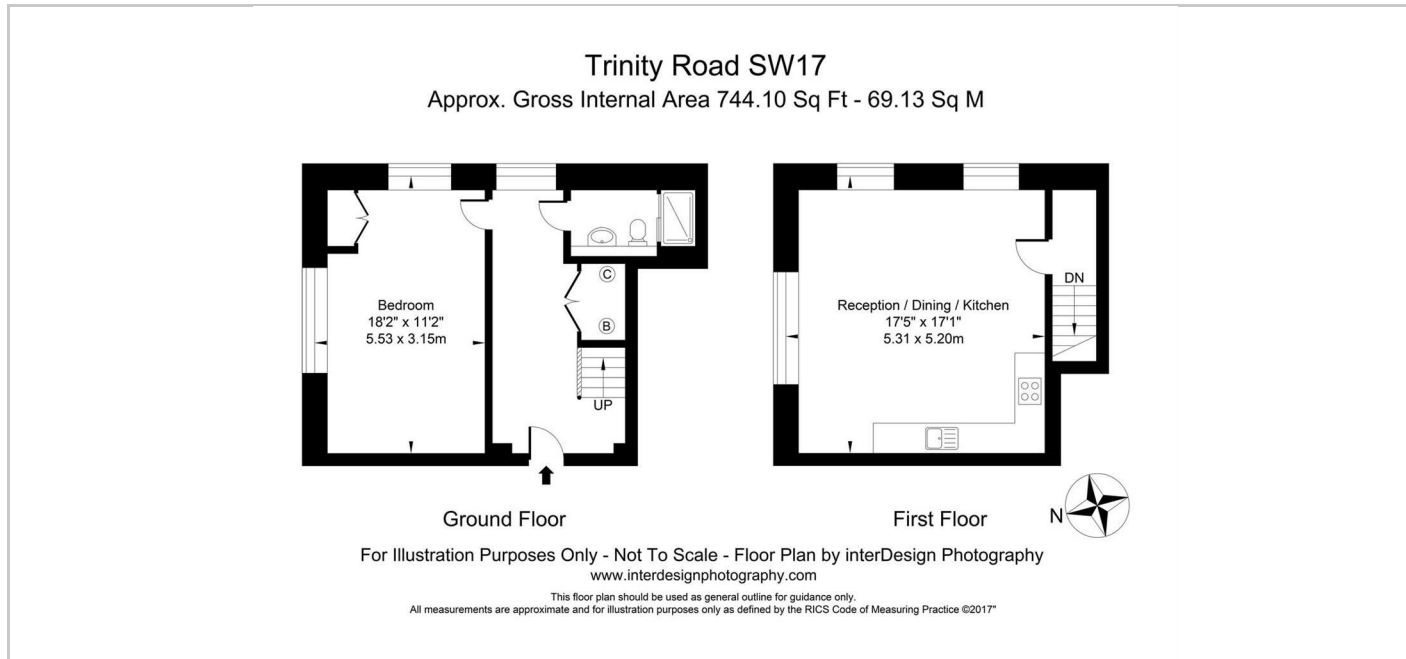 Trinity Road SW17
Approx. Gross Internal Area 744.10 Sq Ft - 69.13 Sq M
Bedroom
18'2" x 11'2"
5.53 x 3.15m
C
B
UP
Ground Floor
Reception / Dining / Kitchen
17'5" x 17'1"
5.31 x 5.20m
DN
First Floor
N
For Illustration Purposes Only - Not To Scale - Floor Plan by interDesign Photography
www.interdesignphotography.com
This floor plan should be used as general outline for guidance only.
All measurements are approximate and for illustration purposes only as defined by the RICS Code of Measuring Practice ©2017"